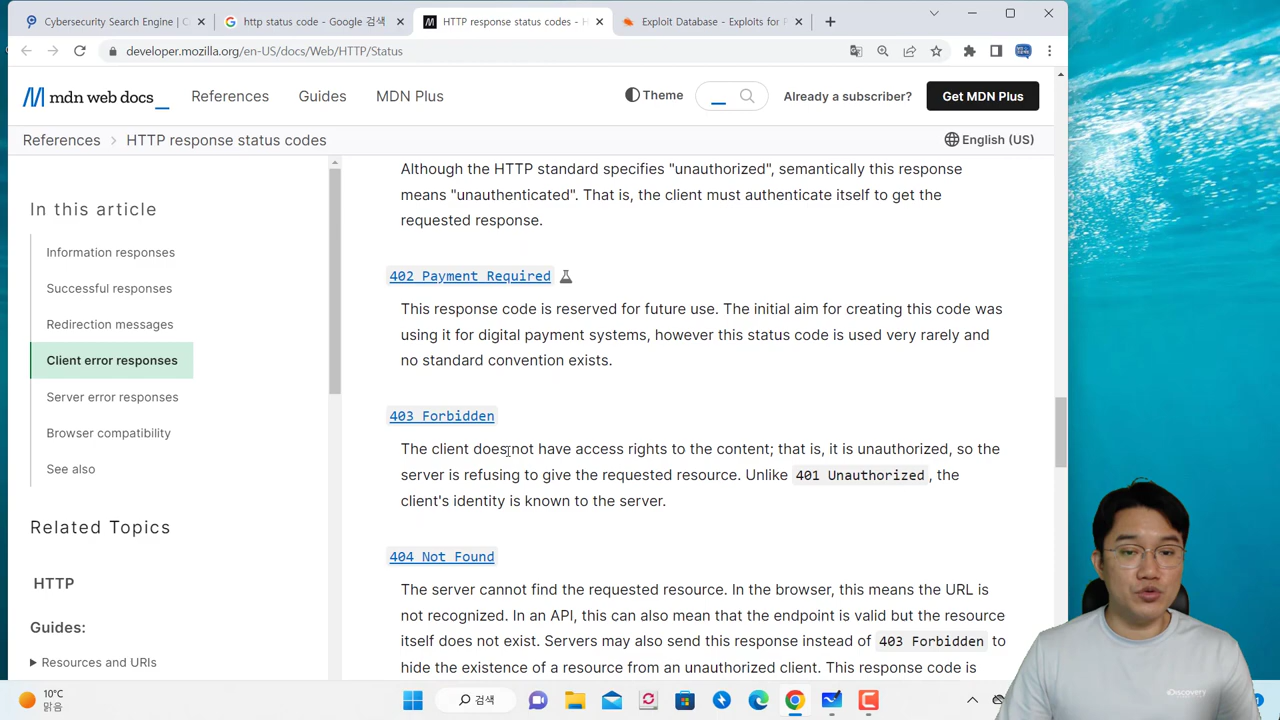 Cybersecurity Search Engine | C
http status code - Google 검색
HTTP response status codes - H
Exploit Database - Exploits for P
developer.mozilla.org/en-US/docs/Web/HTTP/Status
mdn web docs_
References
Guides
MDN Plus
Theme
Already a subscriber?
Get MDN Plus
References > HTTP response status codes
English (US)
In this article
Information responses
Successful responses
Redirection messages
Client error responses
Server error responses
Browser compatibility
See also
Related Topics
HTTP
Guides:
Resources and URIs
Although the HTTP standard specifies "unauthorized", semantically this response
means "unauthenticated". That is, the client must authenticate itself to get the
requested response.
402 Payment Required
This response code is reserved for future use. The initial aim for creating this code was
using it for digital payment systems, however this status code is used very rarely and
no standard convention exists.
403 Forbidden
The client does not have access rights to the content; that is, it is unauthorized, so the
server is refusing to give the requested resource. Unlike 401 Unauthorized, the
client's identity is known to the server.
404 Not Found
The server cannot find the requested resource. In the browser, this means the URL is
not recognized. In an API, this can also mean that the endpoint is valid but the resource
itself does not exist. Servers may also send this response instead of 403 Forbidden to
hide the existence of a resource from an unauthorized client. This response code is
10°C
맑음
검색
Discovery